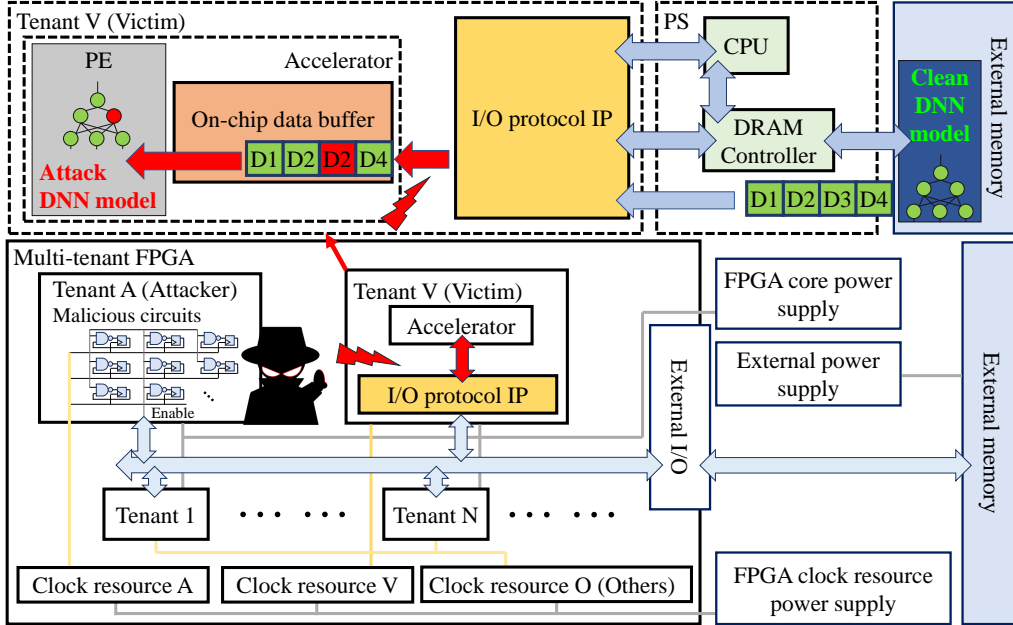 Tenant V (Victim)
PE
Accelerator
On-chip data buffer
D1 D2 D2 D4
Attack
DNN model
I/O protocol IP
PS
CPU
DRAM
Controller
D1 D2 D3 D4
Clean
DNN
model
External memory
Multi-tenant FPGA
Tenant A (Attacker)
Malicious circuits
...
Enable
Tenant V (Victim)
Accelerator
I/O protocol IP
External I/O
FPGA core power
supply
External power
supply
External memory
Tenant 1
Tenant N
Clock resource A
Clock resource V
Clock resource O (Others)
FPGA clock resource
power supply